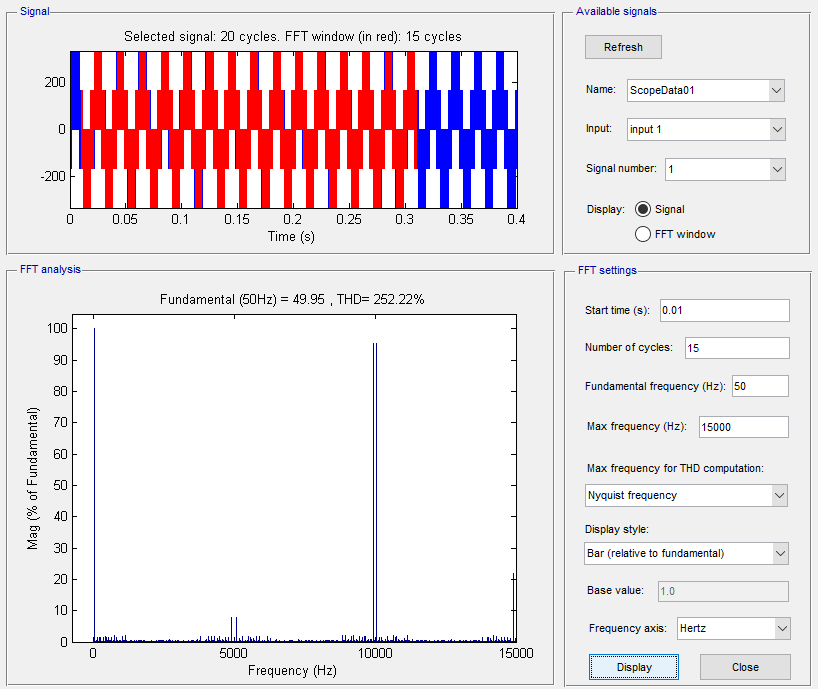 Signal
Selected signal: 20 cycles. FFT window (in red): 15 cycles
200
0
-200
0 0.05 0.1 0.15 0.2 0.25 0.3 0.35 0.4
Time (s)
FFT analysis
Fundamental (50Hz) = 49.95 , THD= 252.22%
100
90
80
70
60
50
40
30
20
10
0
0 5000 10000 15000
Frequency (Hz)
Mag (% of Fundamental)
Available signals
Refresh
Name: ScopeData01
Input: input 1
Signal number: 1
Display: Signal
FFT window
FFT settings
Start time (s): 0.01
Number of cycles: 15
Fundamental frequency (Hz): 50
Max frequency (Hz): 15000
Max frequency for THD computation:
Nyquist frequency
Display style:
Bar (relative to fundamental)
Base value: 1.0
Frequency axis: Hertz
Display Close